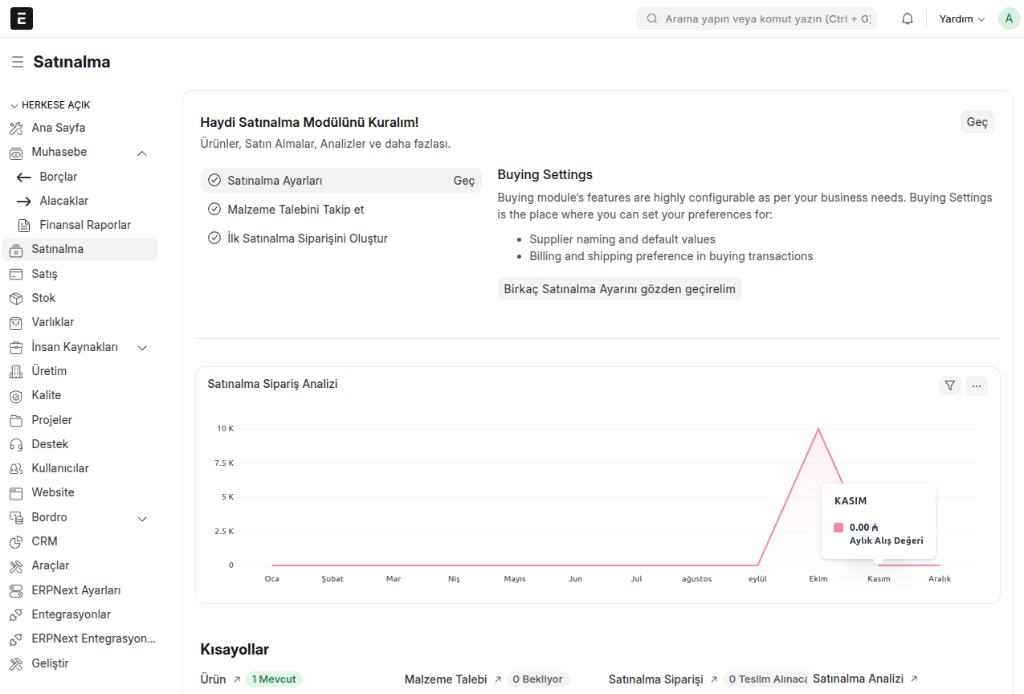 E
Arama yapın veya komut yazın (Ctrl + G)
Yardım
A
Satınalma
HERKESE AÇIK
Ana Sayfa
Muhasebe
Borçlar
Alacaklar
Finansal Raporlar
Satınalma
Satış
Stok
Varlıklar
İnsan Kaynakları
Üretim
Kalite
Projeler
Destek
Kullanıcılar
Website
Bordro
CRM
Araçlar
ERPNext Ayarları
Entegrasyonlar
ERPNext Entegrasyon...
Geliştir
Haydi Satınalma Modülünü Kuralım!
Geç
Ürünler, Satın Almalar, Analizler ve daha fazlası.
Satınalma Ayarları
Geç
Malzeme Talebini Takip et
İlk Satınalma Siparişini Oluştur
Buying Settings
Buying module's features are highly configurable as per your business needs. Buying Settings
is the place where you can set your preferences for:
• Supplier naming and default values
• Billing and shipping preference in buying transactions
Birkaç Satınalma Ayarını gözden geçirelim
Satınalma Sipariş Analizi
10 K
7.5 K
5 K
2.5 K
0
KASIM
0.00 ₼
Aylık Alış Değeri
Oca Şubat Mar Niş Mayıs Jun Jul ağustos eylül Ekim Kasım Aralık
Kısayollar
Ürün ↗ 1 Mevcut
Malzeme Talebi ↗ 0 Bekliyor
Satınalma Siparişi ↗ 0 Teslim Alınaca
Satınalma Analizi ↗